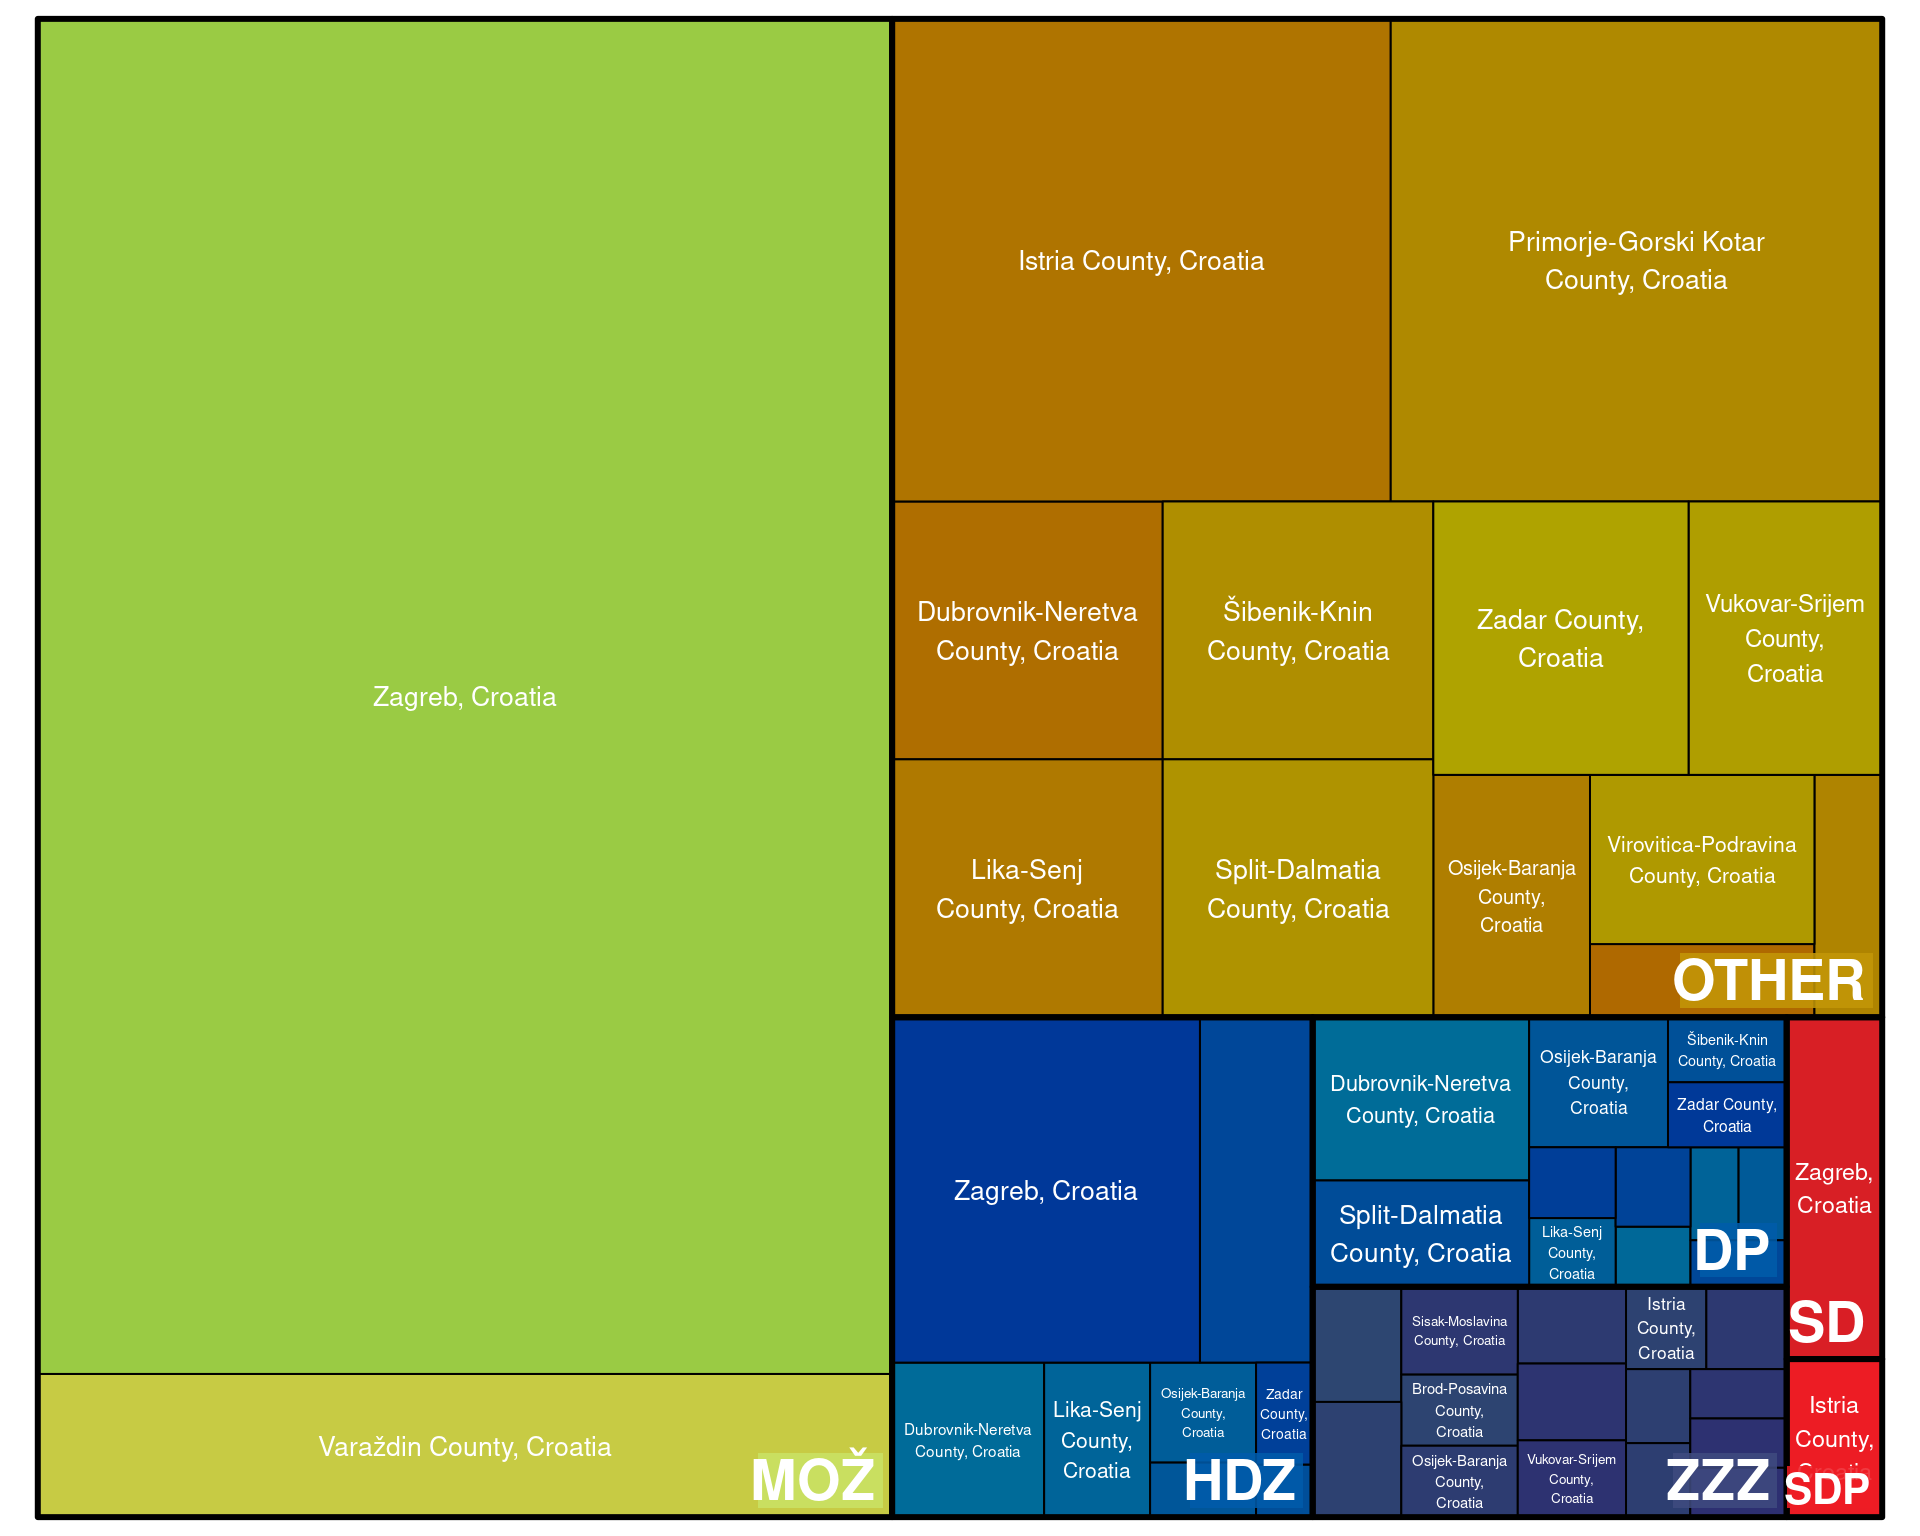 Zagreb, Croatia
Varaždin County, Croatia
MOŽ
Istria County, Croatia
Primorje-Gorski Kotar
County, Croatia
Dubrovnik-Neretva
County, Croatia
Šibenik-Knin
County, Croatia
Zadar County,
Croatia
Vukovar-Srijem
County,
Croatia
Lika-Senj
County, Croatia
Split-Dalmatia
County, Croatia
Osijek-Baranja
County,
Croatia
Virovitica-Podravina
County, Croatia
OTHER
Zagreb, Croatia
Dubrovnik-Neretva
County, Croatia
Lika-Senj
County,
Croatia
Osijek-Baranja
County,
Croatia
Zadar
County,
Croatia
HDZ
Dubrovnik-Neretva
County, Croatia
Split-Dalmatia
County, Croatia
Osijek-Baranja
County,
Croatia
Šibenik-Knin
County, Croatia
Zadar County,
Croatia
Lika-Senj
County,
Croatia
DP
Sisak-Moslavina
County, Croatia
Brod-Posavina
County,
Croatia
Osijek-Baranja
County,
Croatia
Vukovar-Srijem
County,
Croatia
Istria
County,
Croatia
ZZZ
Zagreb,
Croatia
SD
Istria
County,
Croatia
SDP